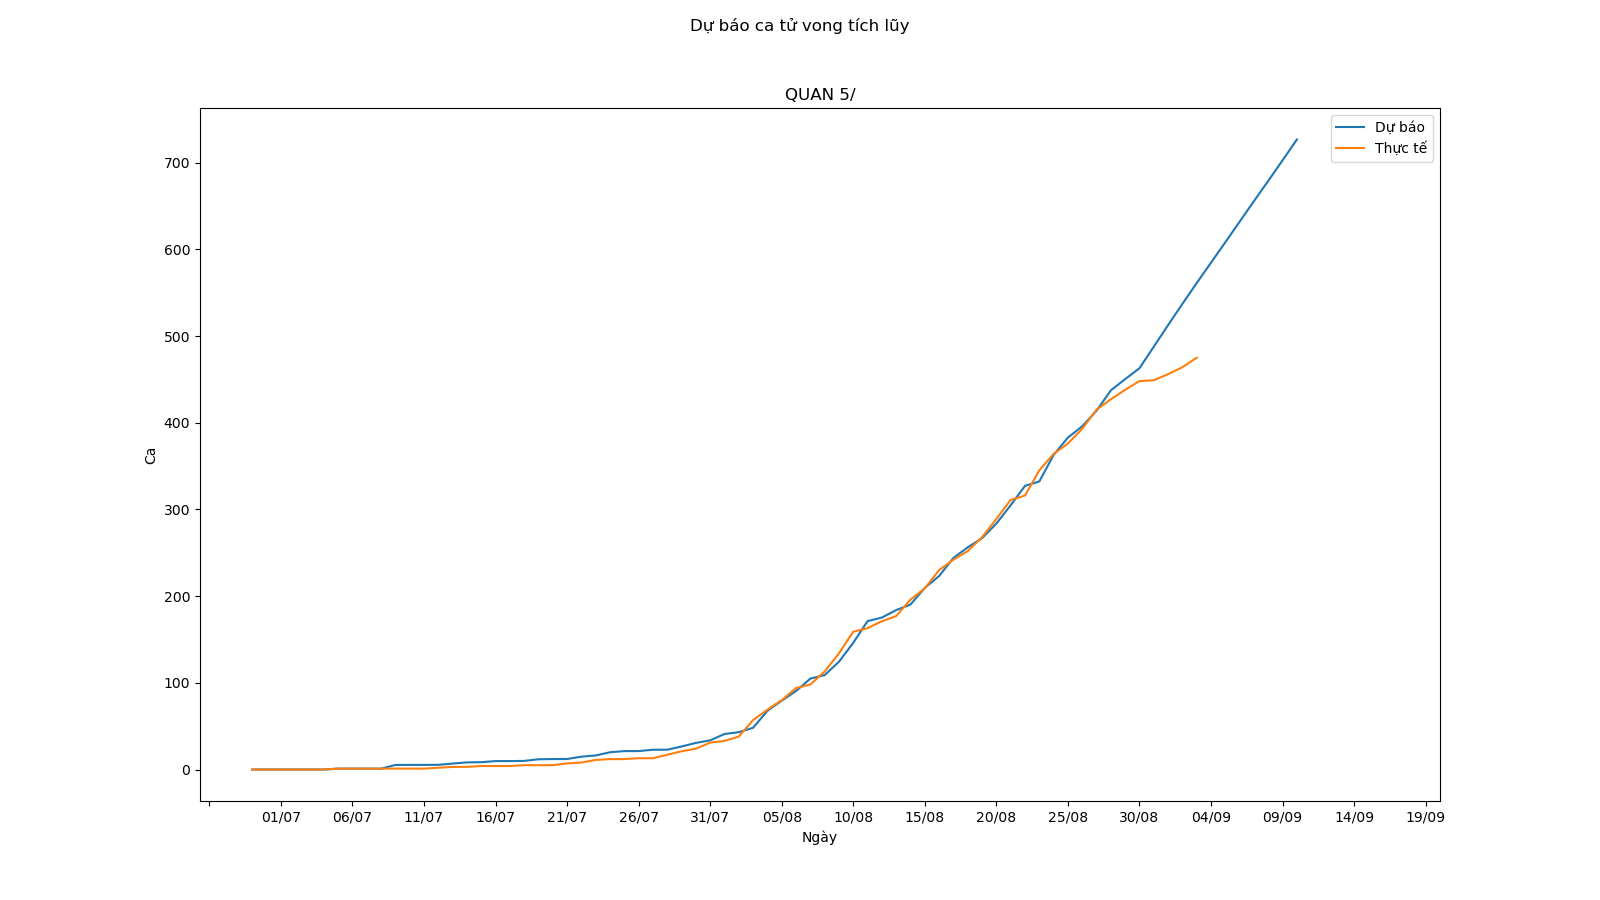 Dự báo ca tử vong tích lũy
QUAN 5/
Dự báo
Thực tế
700
600
500
400
300
200
100
0
Ca
01/07 06/07 11/07 16/07 21/07 26/07 31/07 05/08 10/08 15/08 20/08 25/08 30/08 04/09 09/09 14/09 19/09
Ngày